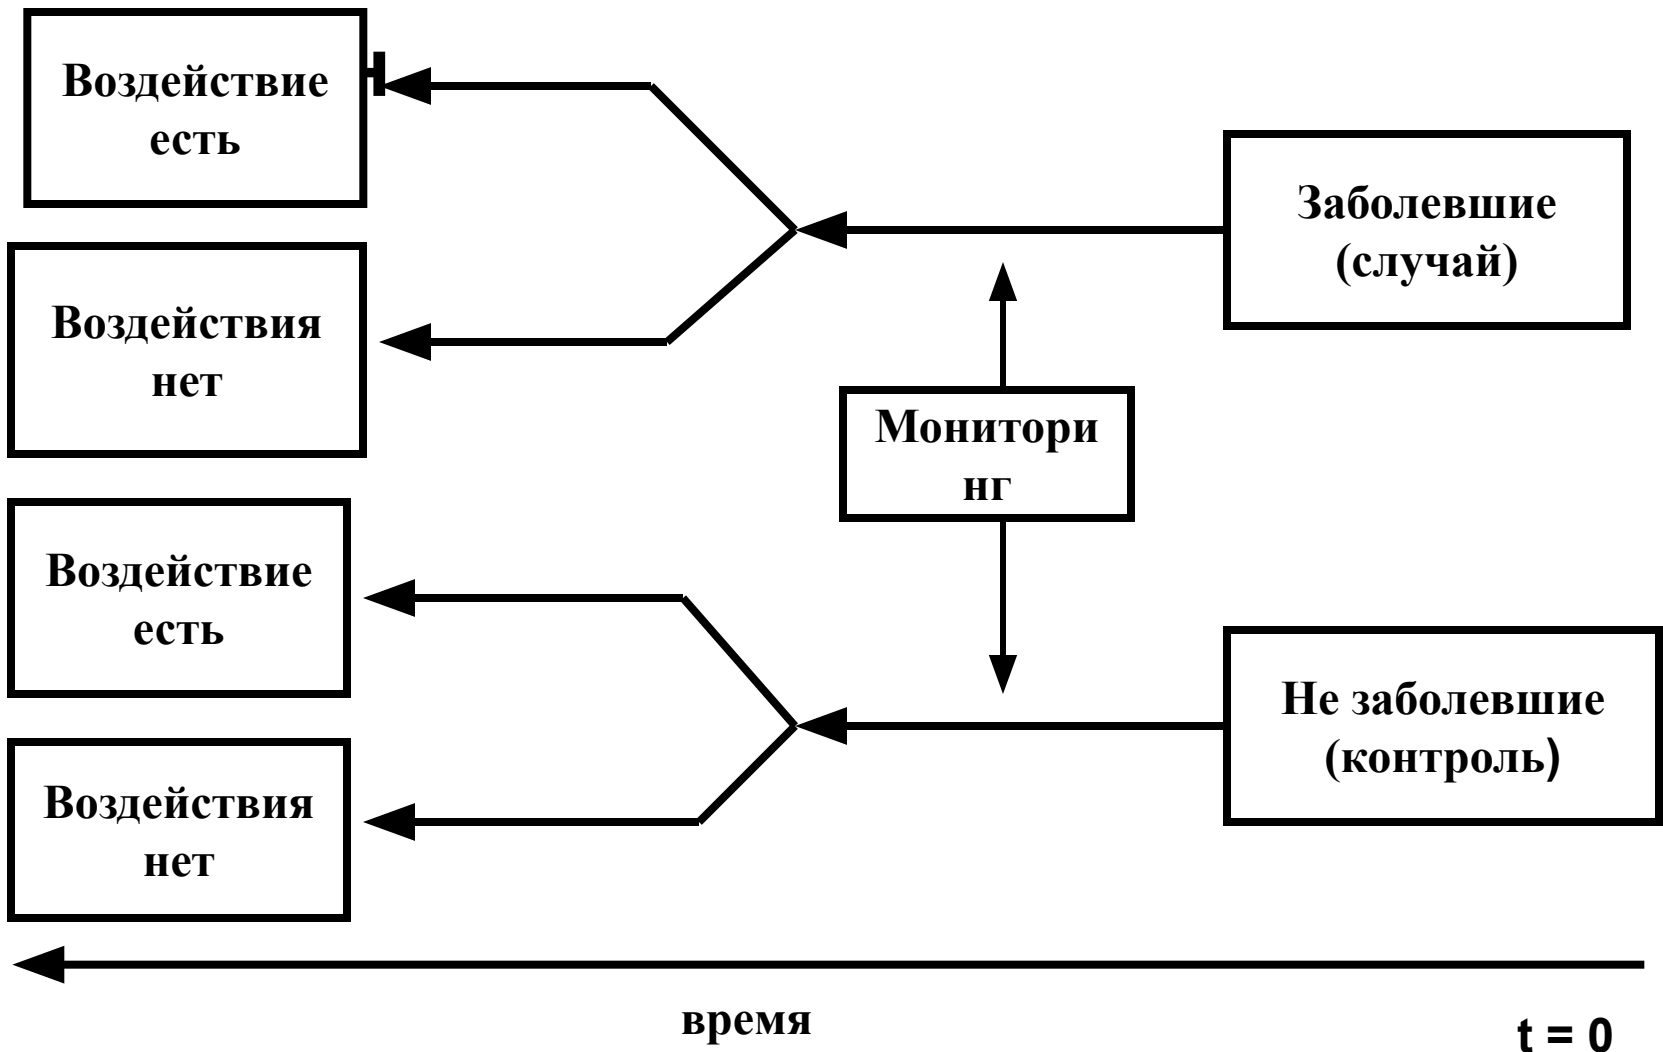 Воздействие
есть
Воздействия
нет
Воздействие
есть
Воздействия
нет
Монитори
нг
Заболевшие
(случай)
Не заболевшие
(контроль)
время
t = 0